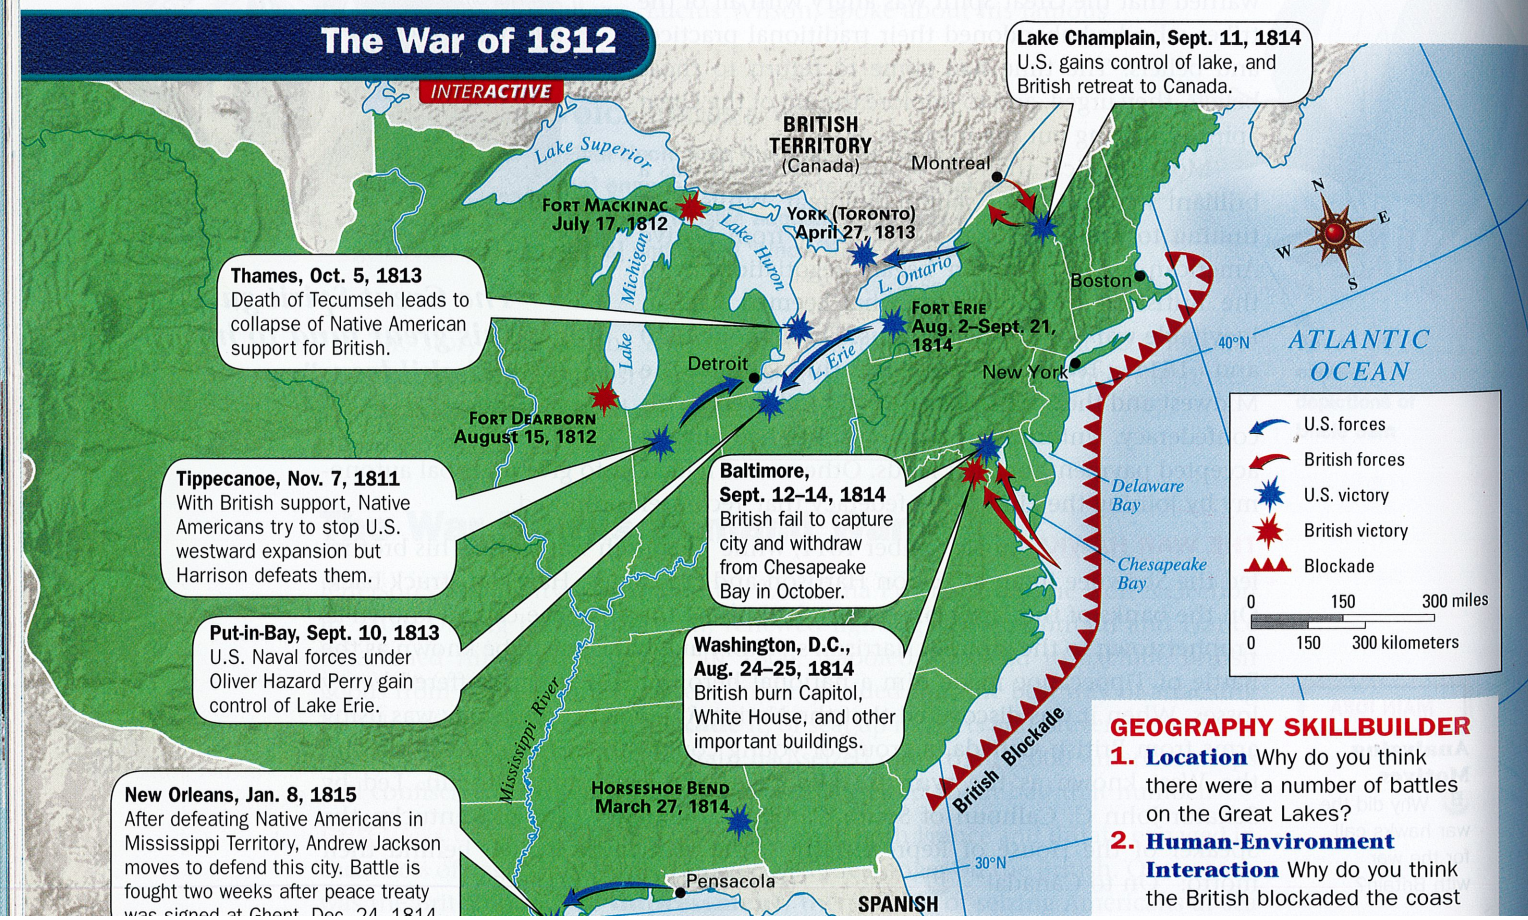 The War of 1812
INTERACTIVE
Lake Champlain, Sept. 11, 1814
U.S. gains control of lake, and
British retreat to Canada.
BRITISH
TERRITORY
(Canada)
Montreal
Lake Superior
FORT MACKINAC
July 17, 1812
YORK (TORONTO)
April 27, 1813
Lake Huron
Lake Michigan
L. Ontario
N
E
W
S
Boston
Thames, Oct. 5, 1813
Death of Tecumseh leads to
collapse of Native American
support for British.
FORT ERIE
Aug. 2–Sept. 21,
1814
L. Erie
Detroit
New York
40°N
ATLANTIC
OCEAN
FORT DEARBORN
August 15, 1812
U.S. forces
British forces
U.S. victory
British victory
Blockade
0 150 300 miles
0 150 300 kilometers
Tippecanoe, Nov. 7, 1811
With British support, Native
Americans try to stop U.S.
westward expansion but
Harrison defeats them.
Baltimore,
Sept. 12–14, 1814
British fail to capture
city and withdraw
from Chesapeake
Bay in October.
Delaware
Bay
Chesapeake
Bay
Put-in-Bay, Sept. 10, 1813
U.S. Naval forces under
Oliver Hazard Perry gain
control of Lake Erie.
Washington, D.C.,
Aug. 24–25, 1814
British burn Capitol,
White House, and other
important buildings.
Mississippi River
British Blockade
HORSESHOE BEND
March 27, 1814
New Orleans, Jan. 8, 1815
After defeating Native Americans in
Mississippi Territory, Andrew Jackson
moves to defend this city. Battle is
fought two weeks after peace treaty
was signed at Ghent, Dec. 24, 1814
Pensacola
SPANISH
30°N
GEOGRAPHY SKILLBUILDER
1. Location Why do you think
there were a number of battles
on the Great Lakes?
2. Human-Environment
Interaction Why do you think
the British blockaded the coast